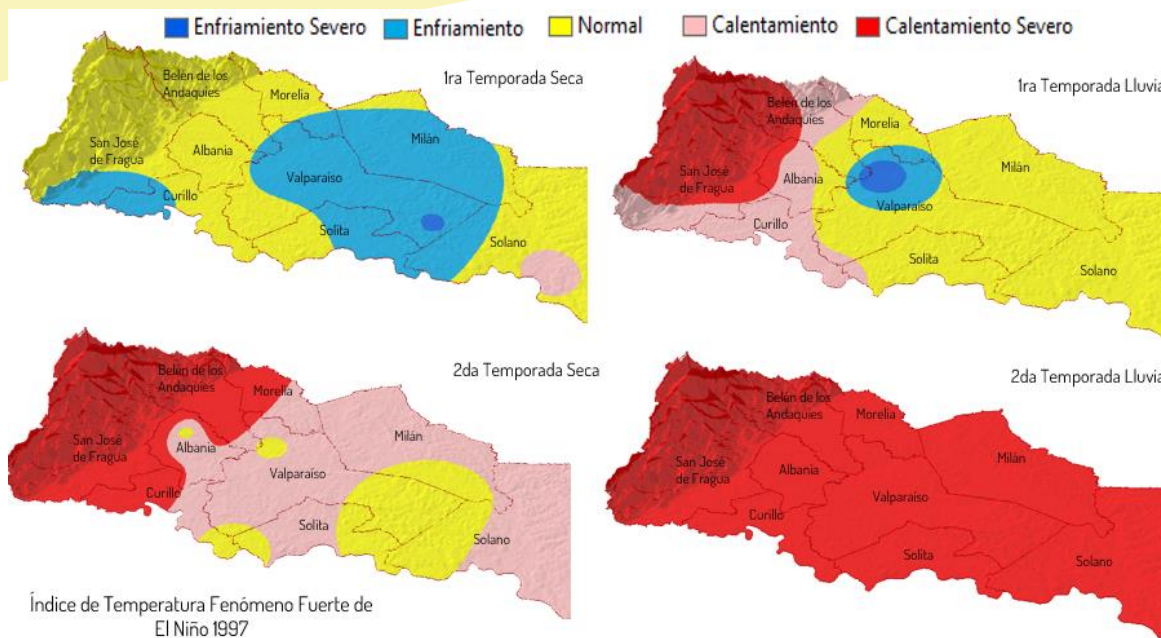 Enfriamiento Severo
Enfriamiento
Normal
Calentamiento
Calentamiento Severo
1ra Temporada Seca
Belén de los
Andaquíes
Morelia
San José
de Fragua
Albania
Milán
Valparaíso
Curillo
Solita
Solano
1ra Temporada Lluvia
Belén de los
Andaquíes
Morelia
San José
de Fragua
Albania
Milán
Valparaíso
Curillo
Solita
Solano
2da Temporada Seca
Belén de los
Andaquíes
Morelia
San José
de Fragua
Albania
Milán
Valparaíso
Curillo
Solita
Solano
2da Temporada Lluvia
Belén de los
Andaquíes
Morelia
San José
de Fragua
Albania
Milán
Valparaíso
Curillo
Solita
Solano
Índice de Temperatura Fenómeno Fuerte de
El Niño 1997